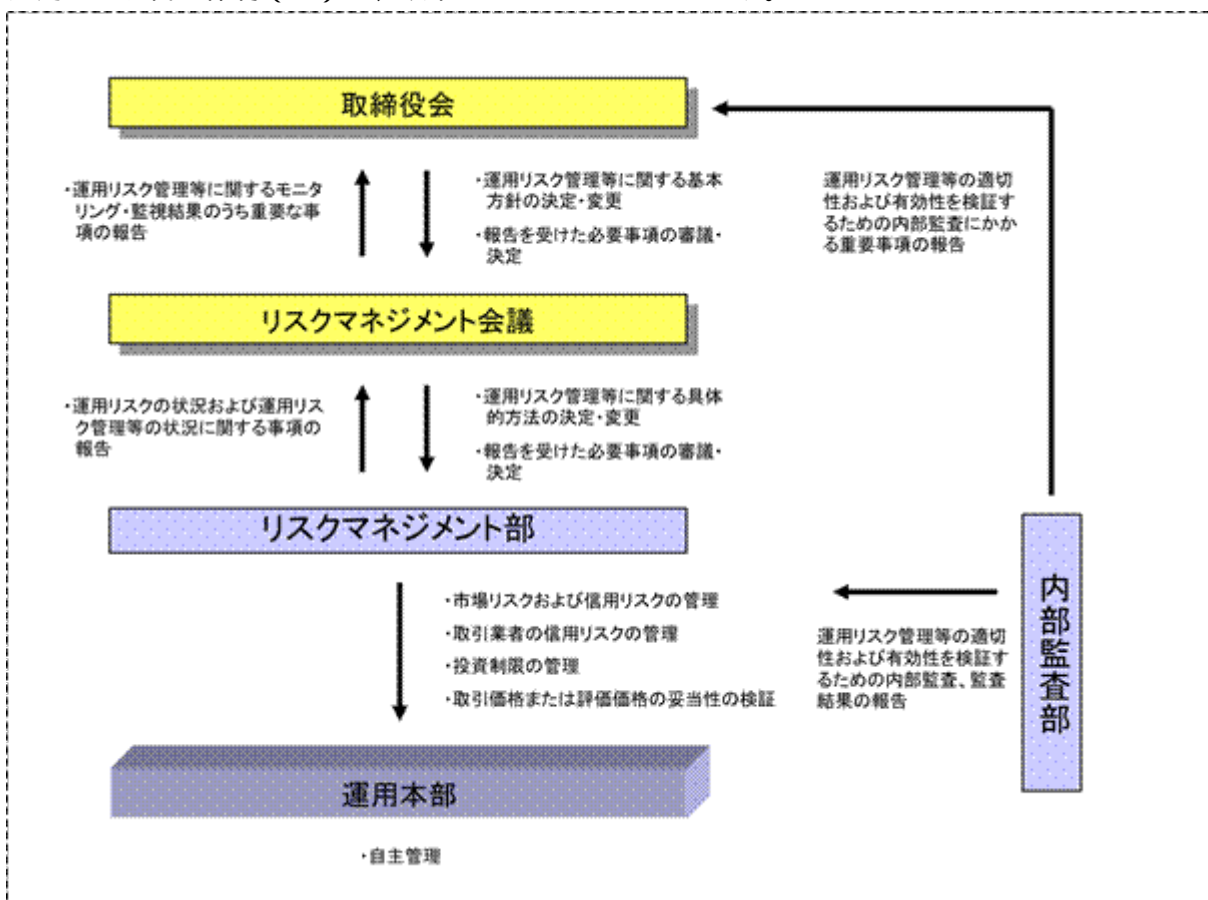 取締役会
・運用リスク管理等に関するモニ
タリング・監視結果のうち重要な事
項の報告
・運用リスク管理等に関する基本
方針の決定・変更
・報告を受けた必要事項の審議・
決定
運用リスク管理等の適切
性および有効性を検証す
るための内部監査にかか
る重要事項の報告
リスクマネジメント会議
・運用リスクの状況および運用リス
ク管理等の状況に関する事項の
報告
・運用リスク管理等に関する具体
的方法の決定・変更
・報告を受けた必要事項の審議・
決定
リスクマネジメント部
・市場リスクおよび信用リスクの管理
・取引業者の信用リスクの管理
・投資制限の管理
・取引価格または評価価格の妥当性の検証
運用リスク管理等の適切
性および有効性を検証す
るための内部監査、監査
結果の報告
内部監査部
運用本部
・自主管理